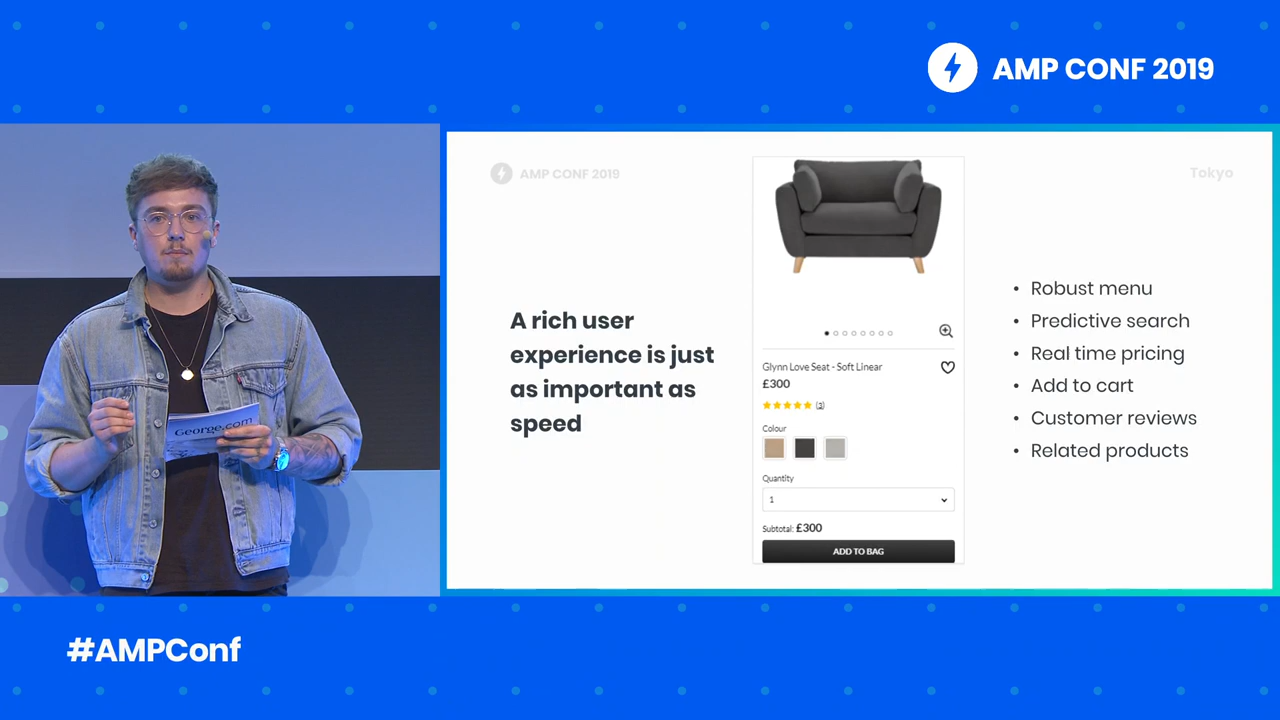 AMP CONF 2019
AMP CONF 2019
Tokyo
A rich user
experience is just
as important as
speed
Glynn Love Seat - Soft Linear
£300
(3)
Colour
Quantity
1
Subtotal: £300
ADD TO BAG
• Robust menu
• Predictive search
• Real time pricing
• Add to cart
• Customer reviews
• Related products
George.com
#AMPConf